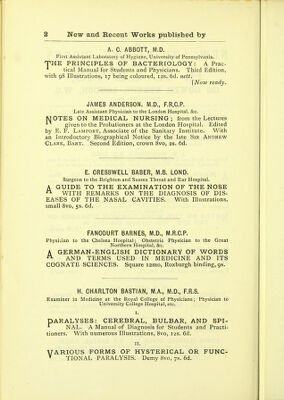 2 New and Recent Works published by
A. C. ABBOTT, M.D.
First Assistant Laboratory of Hygiene, University of Pennsylvania.
THE PRINCIPLES OF BACTERIOLOGY: A Prac-
tical Manual for Students and Physicians. Third Edition,
with 98 Illustrations, 17 being coloured, 12s. 6d. nett.
[Now ready.
JAMES ANDERSON, M.D., F.R.C.P.
Late Assistant Physician to the London Hospital, &c.
NOTES ON MEDICAL NURSING; from the Lectures
given to the Probationers at the London Hospital. Edited
by E. F. LAMPORT, Associate of the Sanitary Institute. With
an Introductory Biographical Notice by the late SIR ANDREW
CLARK, BART. Second Edition, crown 8vo, 2s. 6d.
E. CRESSWELL BABER, M.B. LOND.
Surgeon to the Brighton and Sussex Throat and Ear Hospital.
A GUIDE TO THE EXAMINATION OF THE NOSE
WITH REMARKS ON THE DIAGNOSIS OF DIS-
EASES OF THE NASAL CAVITIES. With Illustrations,
small 8vo, 5s. 6d.
FANCOURT BARNES, M.D., M.R.C.P.
Physician to the Chelsea Hospital; Obstetric Physician to the Great
Northern Hospital, &c.
A GERMAN-ENGLISH DICTIONARY OF WORDS
AND TERMS USED IN MEDICINE AND ITS
COGNATE SCIENCES. Square 12mo, Roxburgh binding, 9s.
H. CHARLTON BASTIAN, M.A., M.D., F.R.S.
Examiner in Medicine at the Royal College of Physicians; Physician to
University College Hospital, etc.
I.
PARALYSES: CEREBRAL, BULBAR, AND SPI-
NAL. A Manual of Diagnosis for Students and Practi-
tioners. With numerous Illustrations, 8vo, 12s. 6d.
II.
VARIOUS FORMS OF HYSTERICAL OR FUNC-
TIONAL PARALYSIS. Demy 8vo, 7s. 6d.